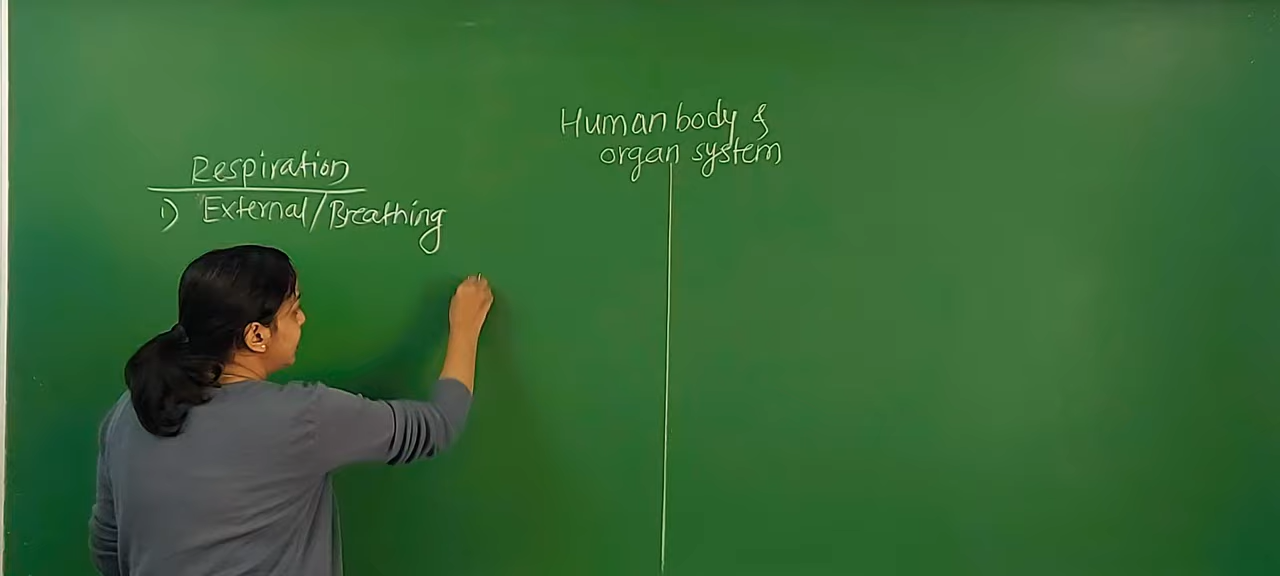 Human body &
organ system
Respiration
1) External/Breathing